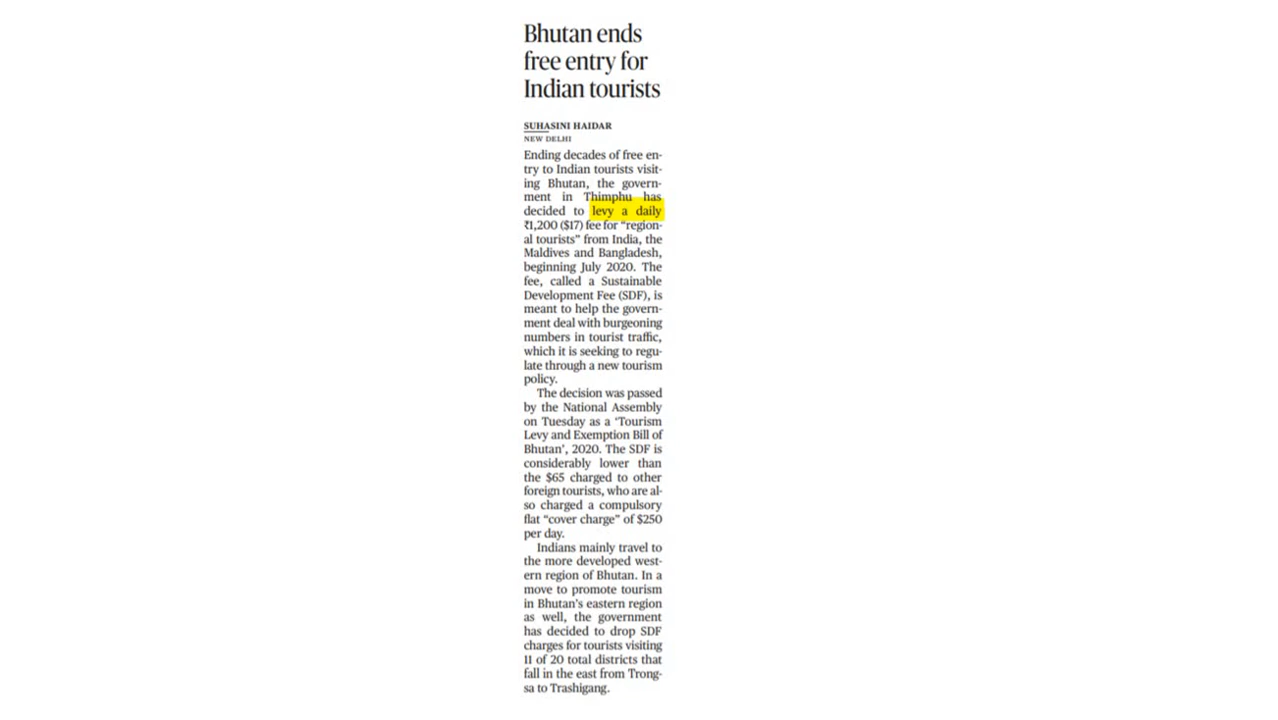 Bhutan ends
free entry for
Indian tourists
SUHASINI HAIDAR
NEW DELHI
Ending decades of free en-
try to Indian tourists visit-
ing Bhutan, the govern-
ment in Thimphu has
decided to levy a daily
₹1,200 ($17) fee for “region-
al tourists” from India, the
Maldives and Bangladesh,
beginning July 2020. The
fee, called a Sustainable
Development Fee (SDF), is
meant to help the govern-
ment deal with burgeoning
numbers in tourist traffic,
which it is seeking to regu-
late through a new tourism
policy.
The decision was passed
by the National Assembly
on Tuesday as a ‘Tourism
Levy and Exemption Bill of
Bhutan’, 2020. The SDF is
considerably lower than
the $65 charged to other
foreign tourists, who are al-
so charged a compulsory
flat “cover charge” of $250
per day.
Indians mainly travel to
the more developed west-
ern region of Bhutan. In a
move to promote tourism
in Bhutan’s eastern region
as well, the government
has decided to drop SDF
charges for tourists visiting
11 of 20 total districts that
fall in the east from Trong-
sa to Trashigang.